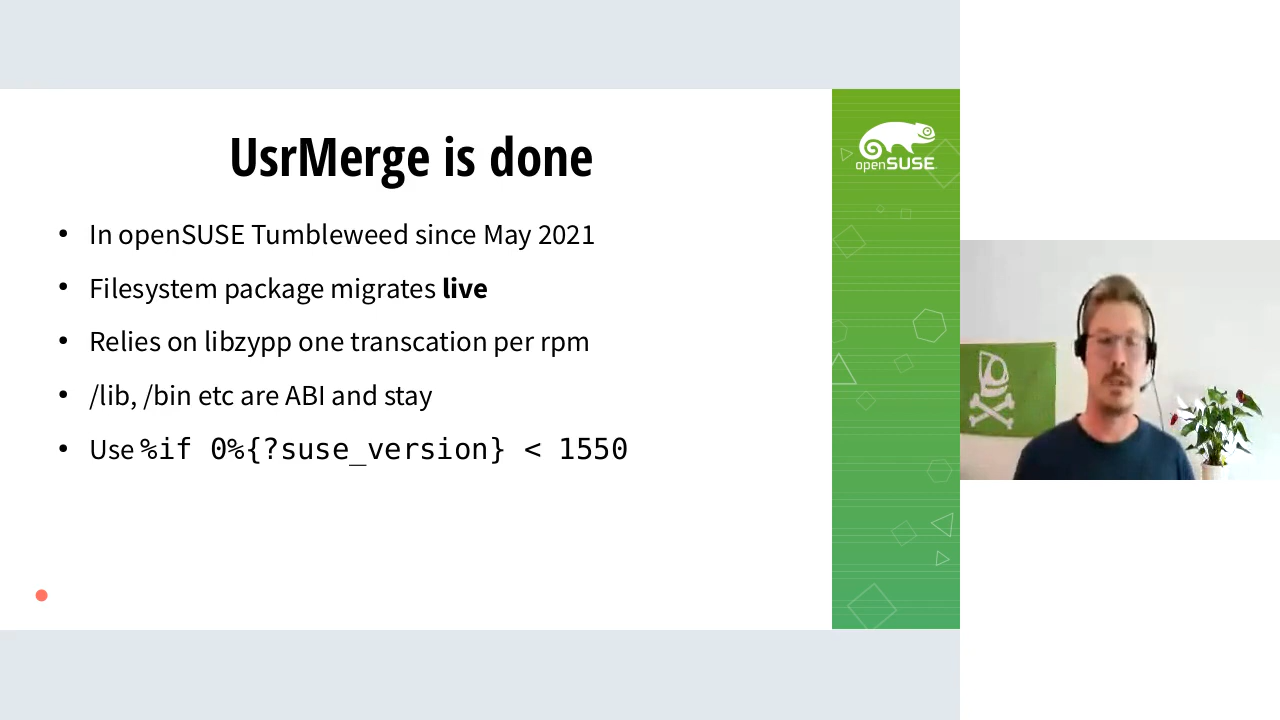 UsrMerge is done
openSUSE
• In openSUSE Tumbleweed since May 2021
• Filesystem package migrates live
• Relies on libzypp one transcation per rpm
• /lib, /bin etc are ABI and stay
• Use %if 0%{?suse_version} < 1550